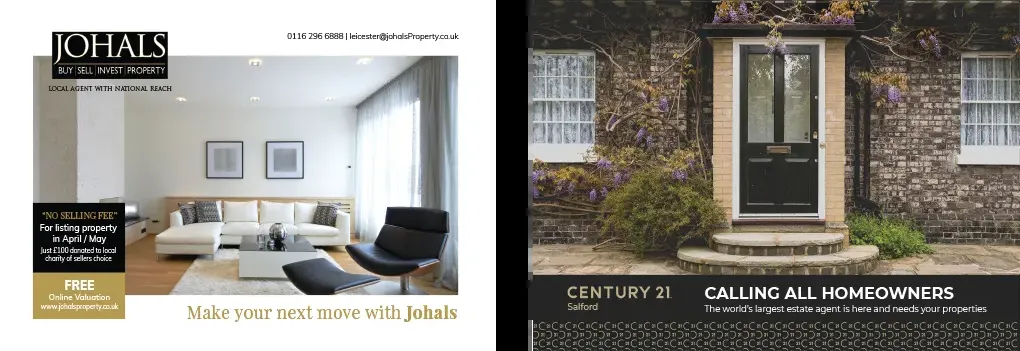 JOHALS
BUY | SELL | INVEST | PROPERTY
LOCAL AGENT WITH NATIONAL REACH
0116 296 6888 | leicester@johalsProperty.co.uk
“NO SELLING FEE”
For listing property
in April / May
Just £100 donated to local
charity of sellers choice
FREE
Online Valuation
www.johalsproperty.co.uk
Make your next move with Johals
CENTURY 21.
Salford
CALLING ALL HOMEOWNERS
The world's largest estate agent is here and needs your properties